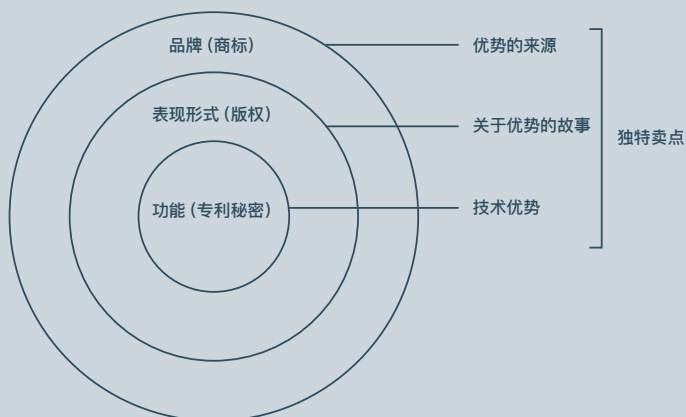 品牌 (商标)
优势的来源
表现形式 (版权)
关于优势的故事
独特卖点
功能 (专利秘密)
技术优势